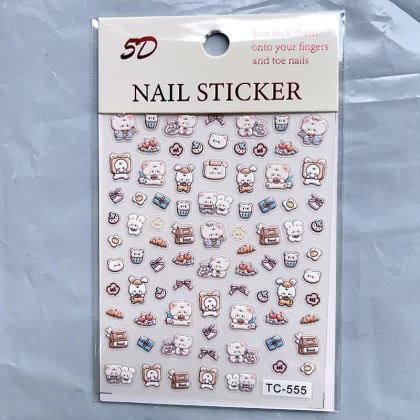 5D
Just stick them
onto your fingers
and toe nails
NAIL STICKER
TC-555